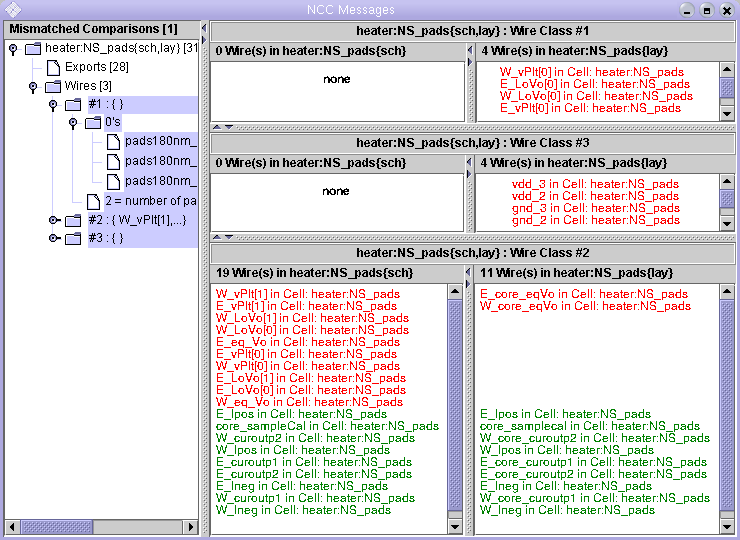 NCC Messages
Mismatched Comparisons [1]
heater:NS_pads{sch,lay} [31
Exports [28]
Wires [3]
#1 : { }
0's
pads180nm_
pads180nm_
pads180nm_
2 = number of pa
#2 : { W_vPlt[1],...}
#3 : { }
heater:NS_pads{sch,lay} : Wire Class #1
0 Wire(s) in heater:NS_pads{sch}
none
4 Wire(s) in heater:NS_pads{lay}
W_vPlt[0] in Cell: heater:NS_pads
E_LoVo[0] in Cell: heater:NS_pads
W_LoVo[0] in Cell: heater:NS_pads
E_vPlt[0] in Cell: heater:NS_pads
heater:NS_pads{sch,lay} : Wire Class #3
0 Wire(s) in heater:NS_pads{sch}
none
4 Wire(s) in heater:NS_pads{lay}
vdd_3 in Cell: heater:NS_pads
vdd_2 in Cell: heater:NS_pads
gnd_3 in Cell: heater:NS_pads
gnd_2 in Cell: heater:NS_pads
heater:NS_pads{sch,lay} : Wire Class #2
19 Wire(s) in heater:NS_pads{sch}
W_vPlt[1] in Cell: heater:NS_pads
E_vPlt[1] in Cell: heater:NS_pads
W_LoVo[1] in Cell: heater:NS_pads
W_LoVo[0] in Cell: heater:NS_pads
E_eq_Vo in Cell: heater:NS_pads
E_vPlt[0] in Cell: heater:NS_pads
W_vPlt[0] in Cell: heater:NS_pads
E_LoVo[1] in Cell: heater:NS_pads
E_LoVo[0] in Cell: heater:NS_pads
W_eq_Vo in Cell: heater:NS_pads
E_Ipos in Cell: heater:NS_pads
core_sampleCal in Cell: heater:NS_pads
W_curoutp2 in Cell: heater:NS_pads
W_Ipos in Cell: heater:NS_pads
E_curoutp1 in Cell: heater:NS_pads
E_curoutp2 in Cell: heater:NS_pads
E_Ineg in Cell: heater:NS_pads
W_curoutp1 in Cell: heater:NS_pads
W_Ineg in Cell: heater:NS_pads
11 Wire(s) in heater:NS_pads{lay}
E_core_eqVo in Cell: heater:NS_pads
W_core_eqVo in Cell: heater:NS_pads
E_Ipos in Cell: heater:NS_pads
core_samplecal in Cell: heater:NS_pads
W_core_curoutp2 in Cell: heater:NS_pads
W_Ipos in Cell: heater:NS_pads
E_core_curoutp1 in Cell: heater:NS_pads
E_core_curoutp2 in Cell: heater:NS_pads
E_Ineg in Cell: heater:NS_pads
W_core_curoutp1 in Cell: heater:NS_pads
W_Ineg in Cell: heater:NS_pads